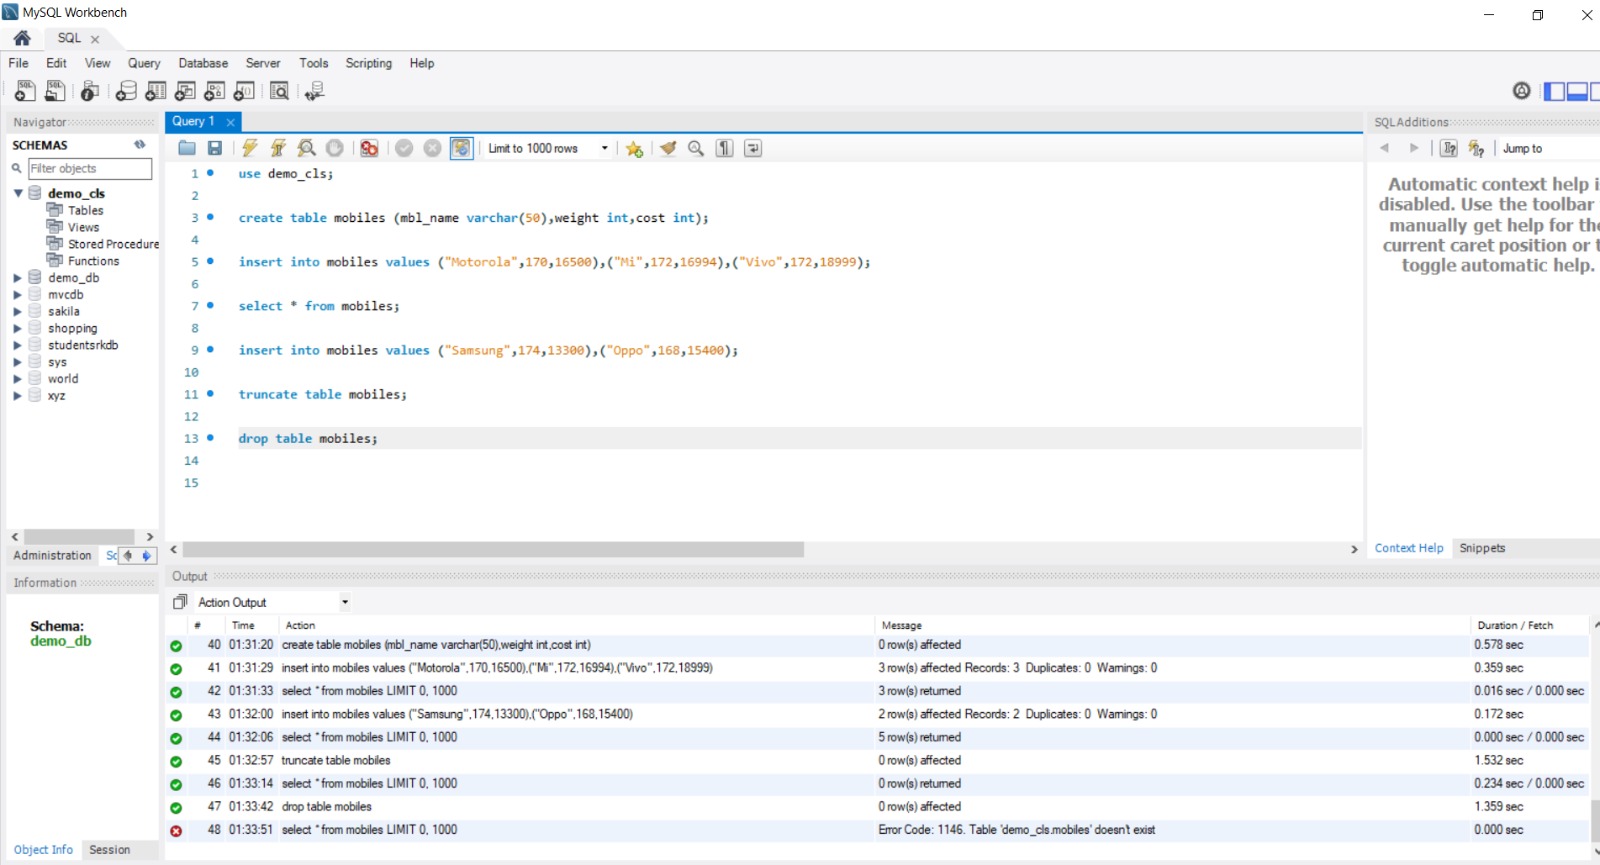 MySQL Workbench
SQL
File Edit View Query Database Server Tools Scripting Help
Navigator
SCHEMAS
Filter objects
demo_cls
Tables
Views
Stored Procedure
Functions
demo_db
mvcdb
sakila
shopping
studentsrkdb
sys
world
xyz
Administration Sc
Information
Schema:
demo_db
Object Info Session
Query 1
Limit to 1000 rows
1 use demo_cls;
2
3 create table mobiles (mbl_name varchar(50),weight int,cost int);
4
5 insert into mobiles values ("Motorola",170,16500),("Mi",172,16994),("Vivo",172,18999);
6
7 select * from mobiles;
8
9 insert into mobiles values ("Samsung",174,13300),("Oppo",168,15400);
10
11 truncate table mobiles;
12
13 drop table mobiles;
14
15
SQLAdditions
Jump to
Automatic context help i
disabled. Use the toolbar
manually get help for the
current caret position or t
toggle automatic help.
Context Help Snippets
Output
Action Output
# Time Action Message Duration / Fetch
40 01:31:20 create table mobiles (mbl_name varchar(50),weight int,cost int) 0 row(s) affected 0.578 sec
41 01:31:29 insert into mobiles values ("Motorola",170,16500),("Mi",172,16994),("Vivo",172,18999) 3 row(s) affected Records: 3 Duplicates: 0 Warnings: 0 0.359 sec
42 01:31:33 select * from mobiles LIMIT 0, 1000 3 row(s) returned 0.016 sec / 0.000 sec
43 01:32:00 insert into mobiles values ("Samsung",174,13300),("Oppo",168,15400) 2 row(s) affected Records: 2 Duplicates: 0 Warnings: 0 0.172 sec
44 01:32:06 select * from mobiles LIMIT 0, 1000 5 row(s) returned 0.000 sec / 0.000 sec
45 01:32:57 truncate table mobiles 0 row(s) affected 1.532 sec
46 01:33:14 select * from mobiles LIMIT 0, 1000 0 row(s) returned 0.234 sec / 0.000 sec
47 01:33:42 drop table mobiles 0 row(s) affected 1.359 sec
48 01:33:51 select * from mobiles LIMIT 0, 1000 Error Code: 1146. Table 'demo_cls.mobiles' doesn't exist 0.000 sec